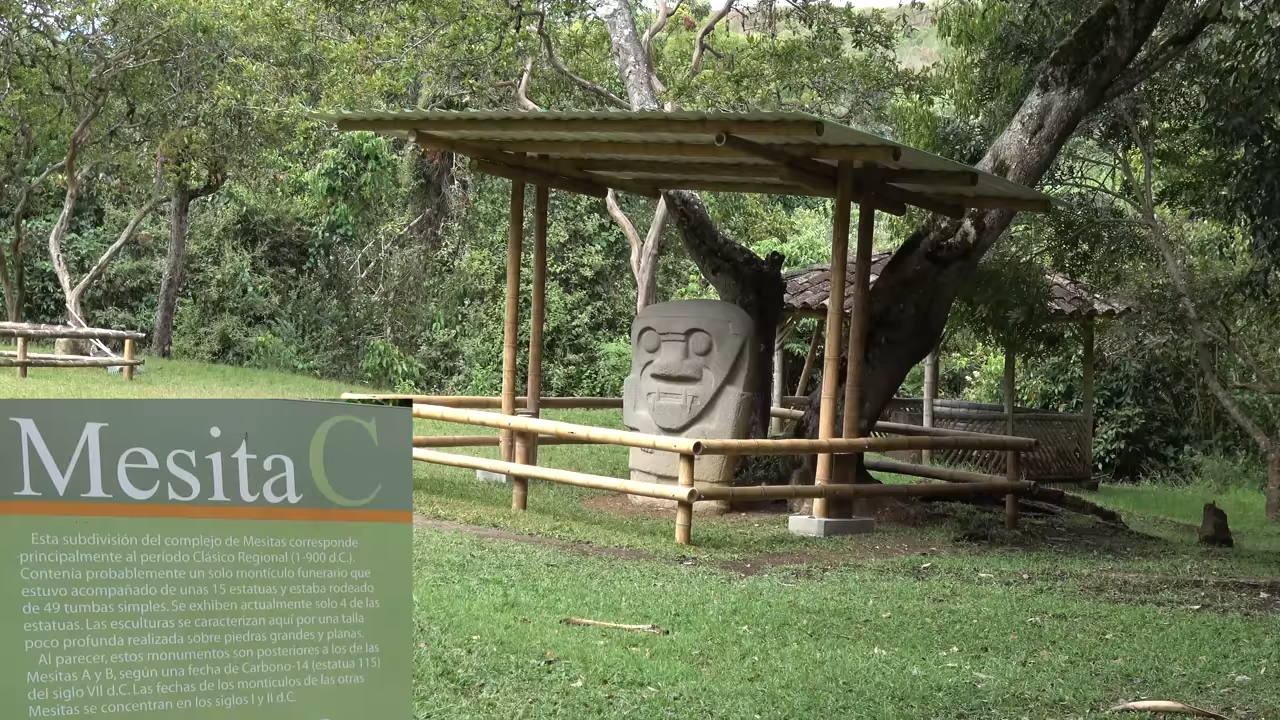 Mesita C
Esta subdivisión del complejo de Mesitas corresponde
principalmente al período Clásico Regional (1-900 d.C.).
Contenía probablemente un solo montículo funerario que
estuvo acompañado de unas 15 estatuas y estaba rodeado
de 49 tumbas simples. Se exhiben actualmente solo 4 de las
estatuas. Las esculturas se caracterizan aquí por una talla
poco profunda realizada sobre piedras grandes y planas.
Al parecer, estos monumentos son posteriores a los de las
Mesitas A y B, según una fecha de Carbono-14 (estatua 115)
del siglo VII d.C. Las fechas de los montículos de las otras
Mesitas se concentran en los siglos I y II d.C.